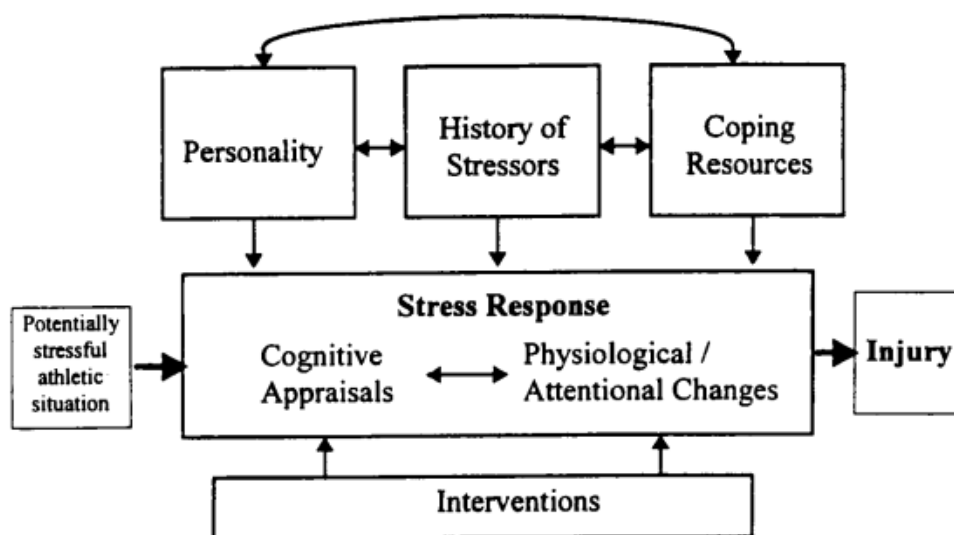 Personality
History of
Stressors
Coping
Resources
Stress Response
Potentially
stressful
athletic
situation
Cognitive
Appraisals
Physiological /
Attentional Changes
Injury
Interventions